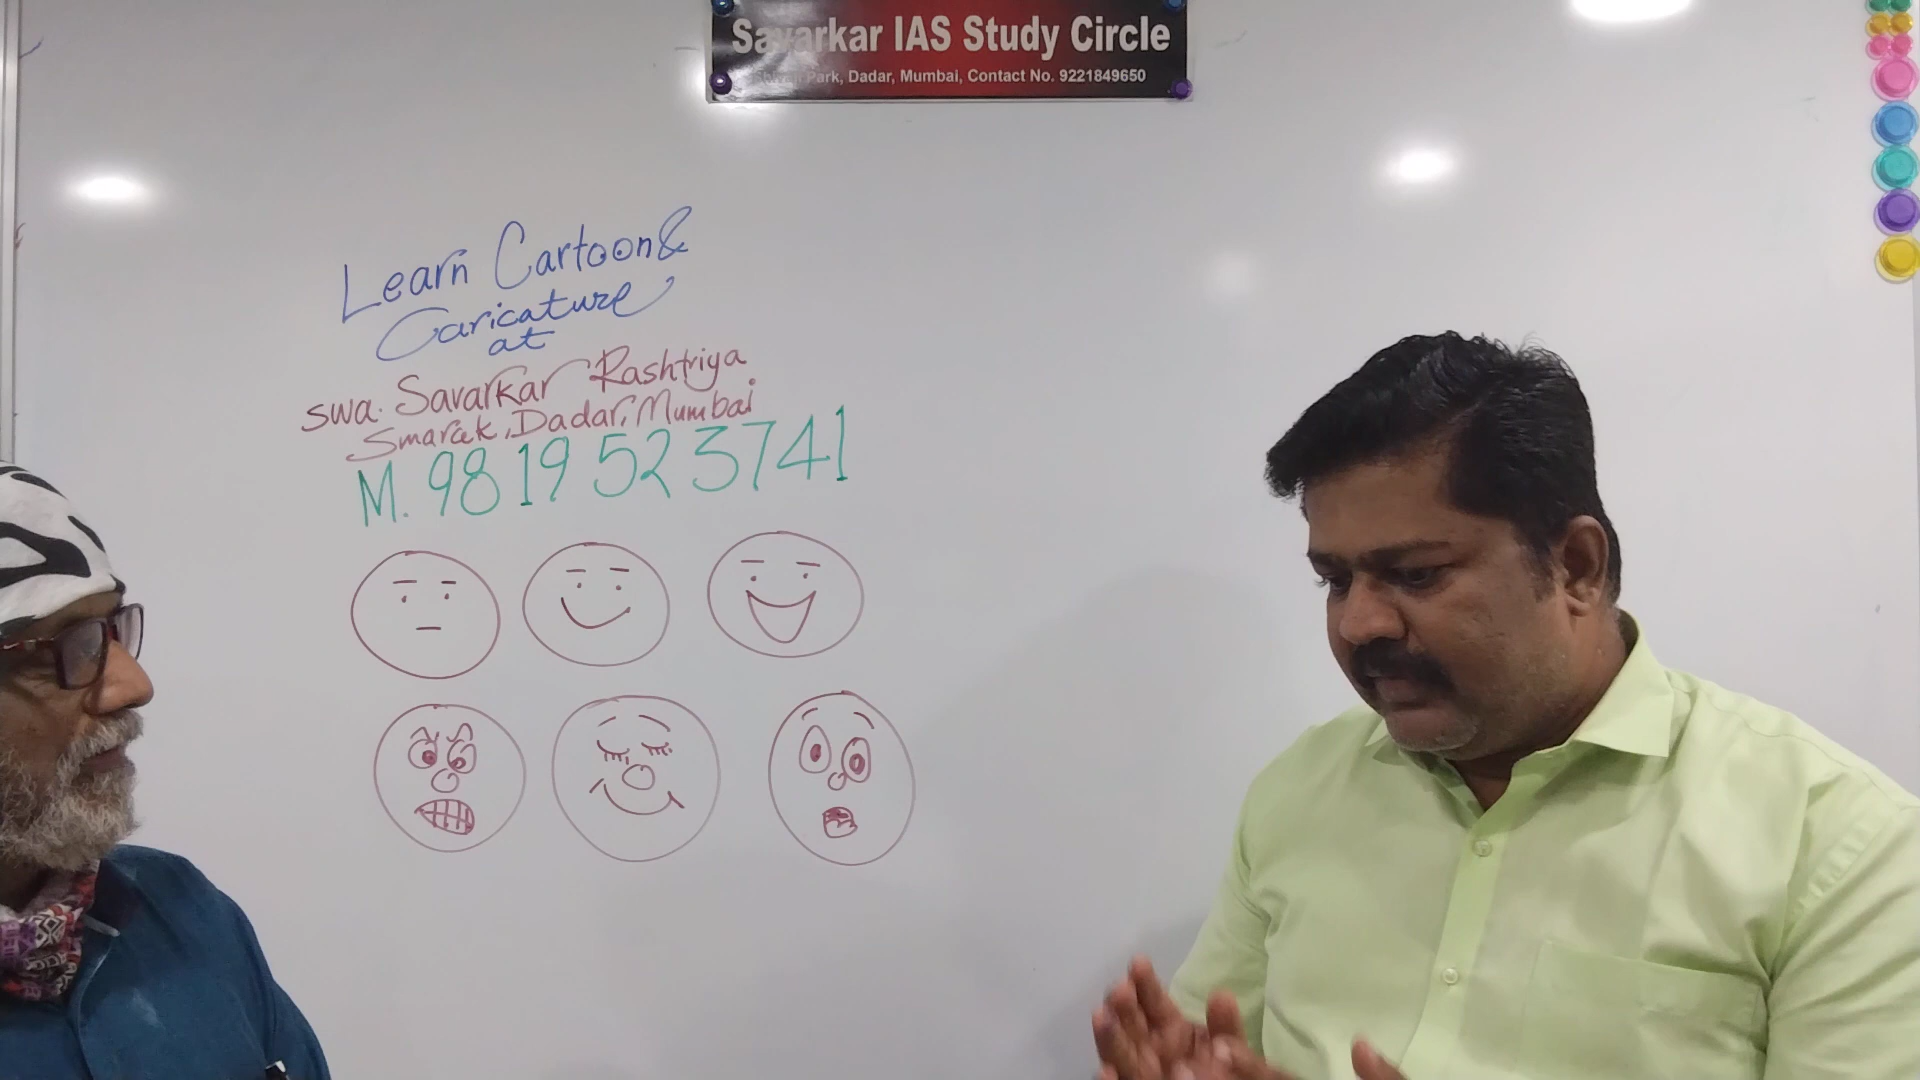 Savarkar IAS Study Circle
Shivaji Park, Dadar, Mumbai, Contact No. 9221849650
Learn Cartoon &
Caricature
at
swa. Savarkar Rashtriya
Smarak, Dadar, Mumbai
M. 9819523741